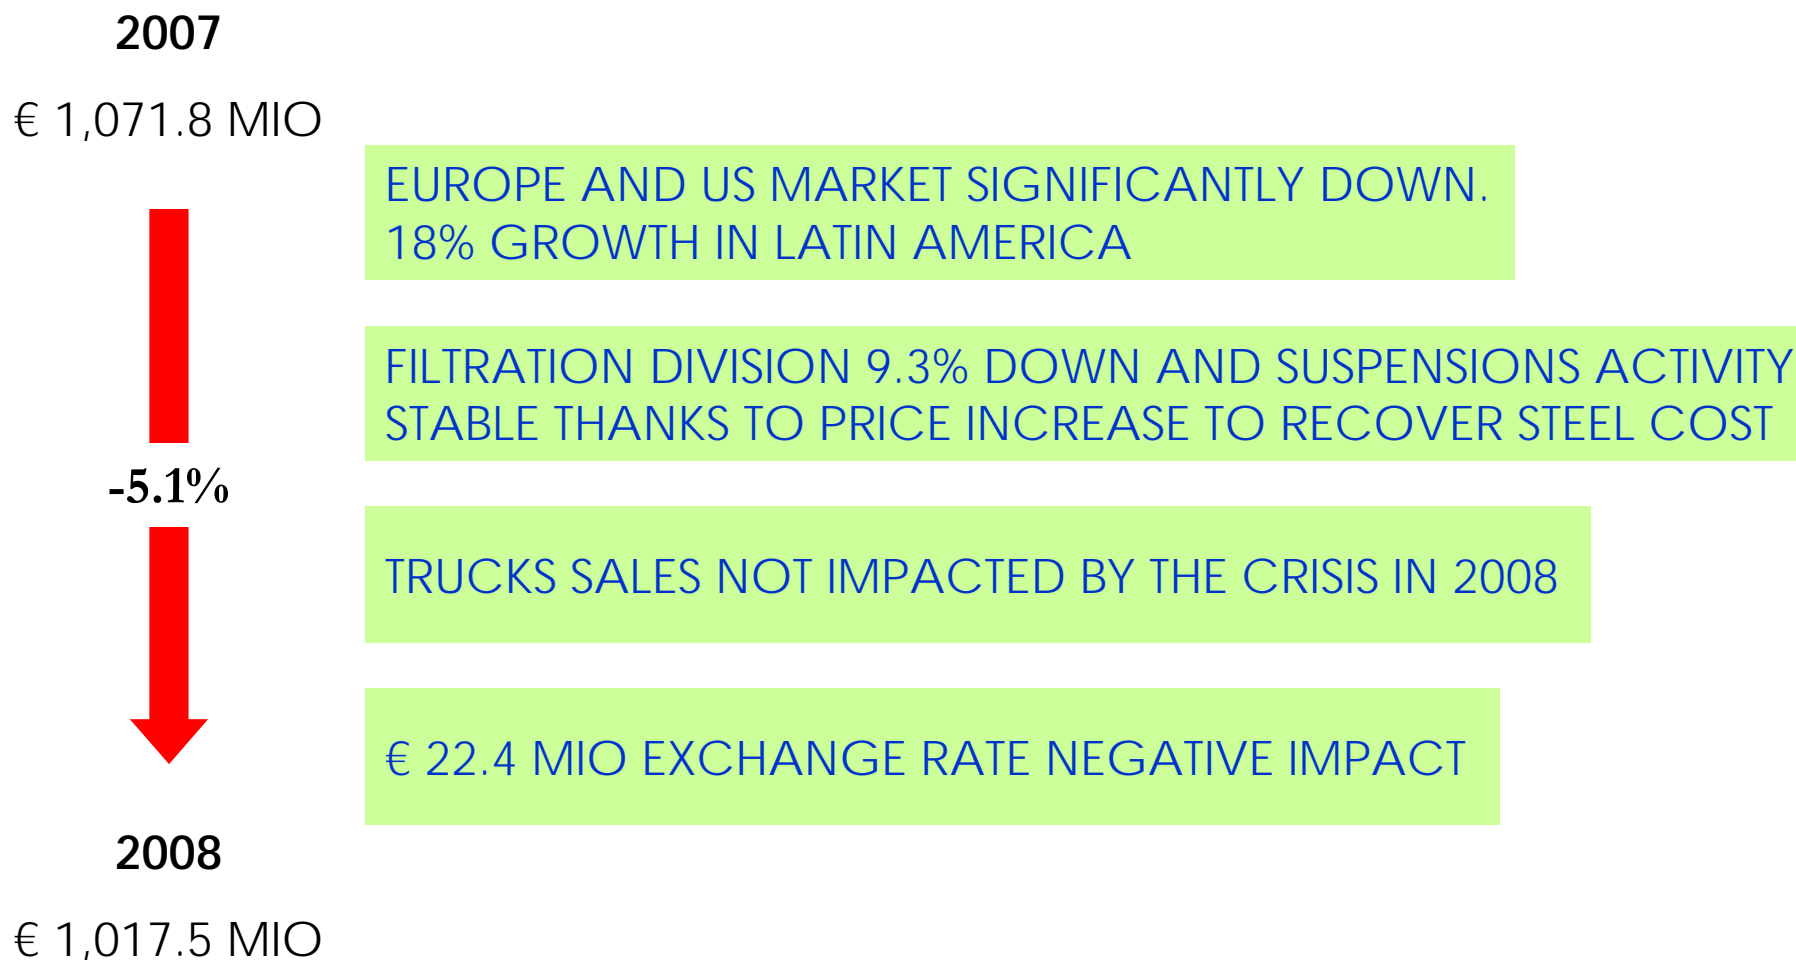 2007
€ 1,071.8 MIO
EUROPE AND US MARKET SIGNIFICANTLY DOWN.
18% GROWTH IN LATIN AMERICA
FILTRATION DIVISION 9.3% DOWN AND SUSPENSIONS ACTIVITY
STABLE THANKS TO PRICE INCREASE TO RECOVER STEEL COST
-5.1%
TRUCKS SALES NOT IMPACTED BY THE CRISIS IN 2008
€ 22.4 MIO EXCHANGE RATE NEGATIVE IMPACT
2008
€ 1,017.5 MIO